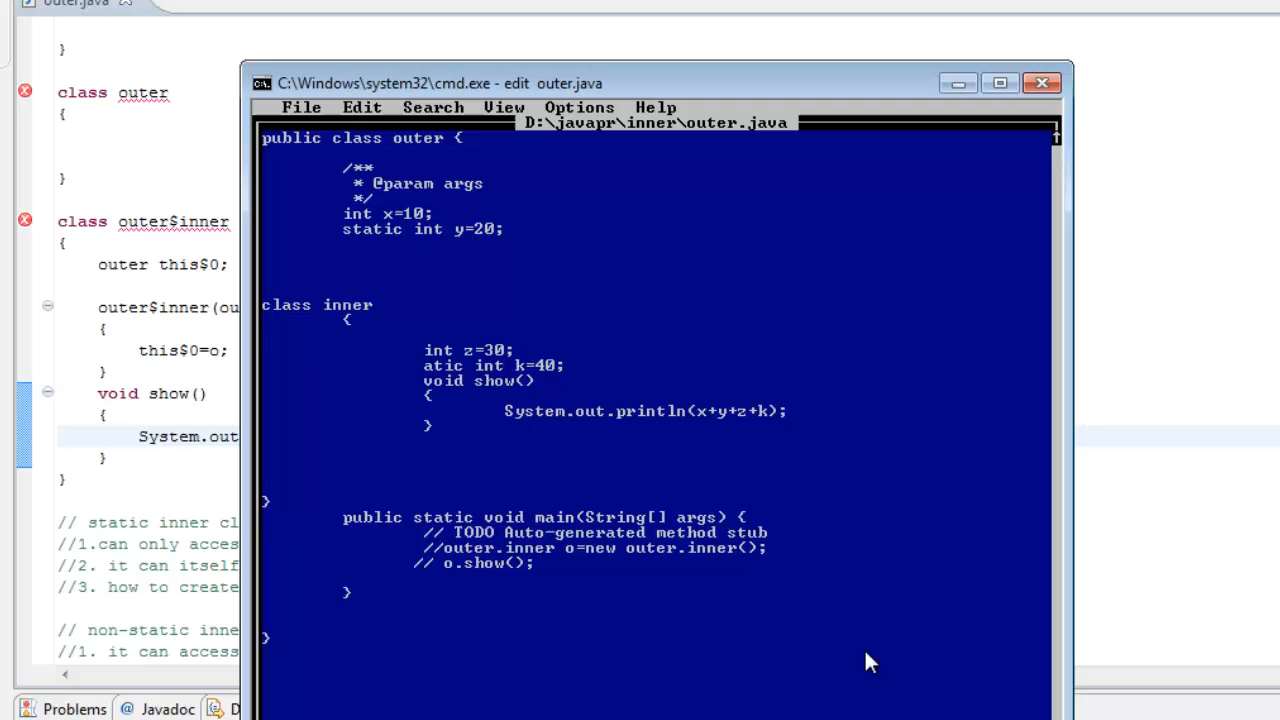 outer.java
}
class outer
{
}
class outer$inner
{
outer this$0;
outer$inner(ou
{
this$0=o;
}
void show()
{
System.out
}
}
// static inner cl
//1.can only acces
//2. it can itself
//3. how to create
// non-static inne
//1. it can access
Problems @ Javadoc D
C:\Windows\system32\cmd.exe - edit outer.java
File Edit Search View Options Help
D:\javapr\inner\outer.java
public class outer {
/**
* @param args
*/
int x=10;
static int y=20;
class inner
{
int z=30;
atic int k=40;
void show()
{
System.out.println(x+y+z+k);
}
}
public static void main(String[] args) {
// TODO Auto-generated method stub
//outer.inner o=new outer.inner();
// o.show();
}
}